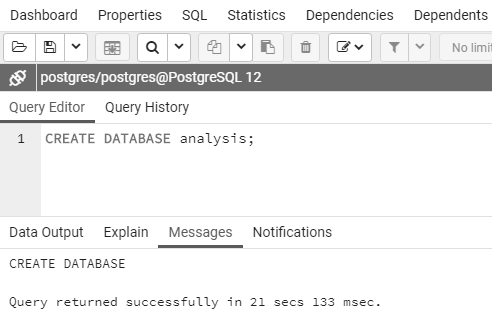 Dashboard Properties SQL Statistics Dependencies Dependents
No limi
postgres/postgres@PostgreSQL 12
Query Editor Query History
1 CREATE DATABASE analysis;
Data Output Explain Messages Notifications
CREATE DATABASE
Query returned successfully in 21 secs 133 msec.